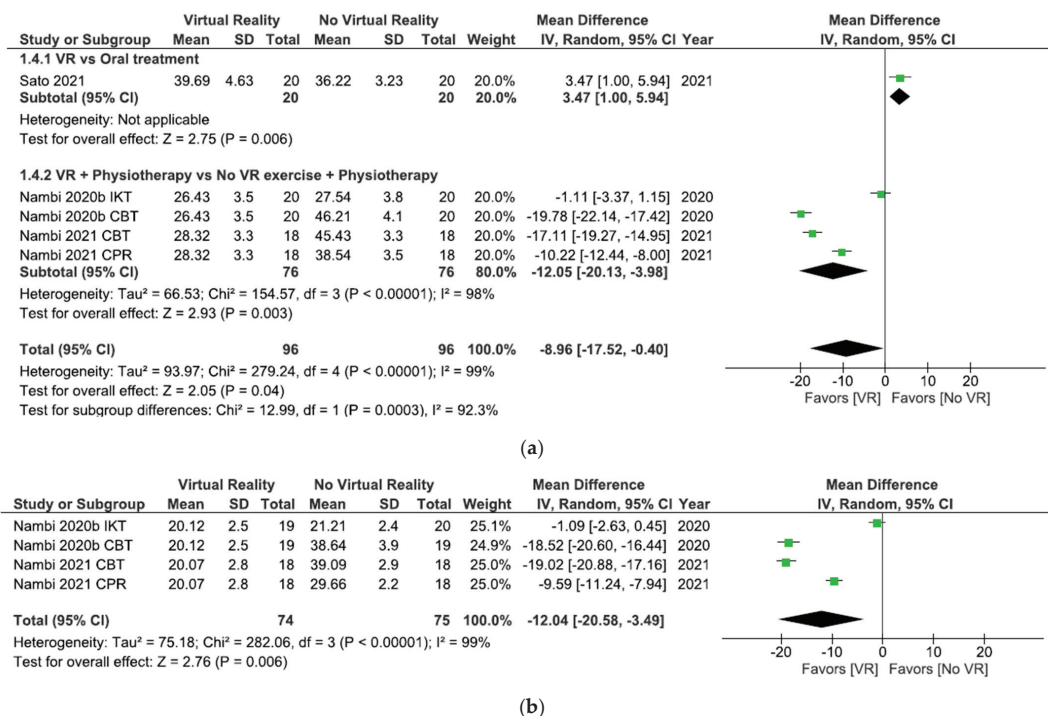 Virtual Reality No Virtual Reality Mean Difference Mean Difference
Study or Subgroup Mean SD Total Mean SD Total Weight IV, Random, 95% CI Year IV, Random, 95% CI
1.4.1 VR vs Oral treatment
Sato 2021 39.69 4.63 20 36.22 3.23 20 20.0% 3.47 [1.00, 5.94] 2021
Subtotal (95% CI) 20 20 20.0% 3.47 [1.00, 5.94]
Heterogeneity: Not applicable
Test for overall effect: Z = 2.75 (P = 0.006)
1.4.2 VR + Physiotherapy vs No VR exercise + Physiotherapy
Nambi 2020b IKT 26.43 3.5 20 27.54 3.8 20 20.0% -1.11 [-3.37, 1.15] 2020
Nambi 2020b CBT 26.43 3.5 20 46.21 4.1 20 20.0% -19.78 [-22.14, -17.42] 2020
Nambi 2021 CBT 28.32 3.3 18 45.43 3.3 18 20.0% -17.11 [-19.27, -14.95] 2021
Nambi 2021 CPR 28.32 3.3 18 38.54 3.5 18 20.0% -10.22 [-12.44, -8.00] 2021
Subtotal (95% CI) 76 76 80.0% -12.05 [-20.13, -3.98]
Heterogeneity: Tau² = 66.53; Chi² = 154.57, df = 3 (P < 0.00001); I² = 98%
Test for overall effect: Z = 2.93 (P = 0.003)
Total (95% CI) 96 96 100.0% -8.96 [-17.52, -0.40]
Heterogeneity: Tau² = 93.97; Chi² = 279.24, df = 4 (P < 0.00001); I² = 99%
Test for overall effect: Z = 2.05 (P = 0.04)
Test for subgroup differences: Chi² = 12.99, df = 1 (P = 0.0003), I² = 92.3%
-20 -10 0 10 20
Favors [VR] Favors [No VR]
(a)
Virtual Reality No Virtual Reality Mean Difference Mean Difference
Study or Subgroup Mean SD Total Mean SD Total Weight IV, Random, 95% CI Year IV, Random, 95% CI
Nambi 2020b IKT 20.12 2.5 19 21.21 2.4 20 25.1% -1.09 [-2.63, 0.45] 2020
Nambi 2020b CBT 20.12 2.5 19 38.64 3.9 19 24.9% -18.52 [-20.60, -16.44] 2020
Nambi 2021 CBT 20.07 2.8 18 39.09 2.9 18 25.0% -19.02 [-20.88, -17.16] 2021
Nambi 2021 CPR 20.07 2.8 18 29.66 2.2 18 25.0% -9.59 [-11.24, -7.94] 2021
Total (95% CI) 74 75 100.0% -12.04 [-20.58, -3.49]
Heterogeneity: Tau² = 75.18; Chi² = 282.06, df = 3 (P < 0.00001); I² = 99%
Test for overall effect: Z = 2.76 (P = 0.006)
-20 -10 0 10 20
Favors [VR] Favors [No VR]
(b)